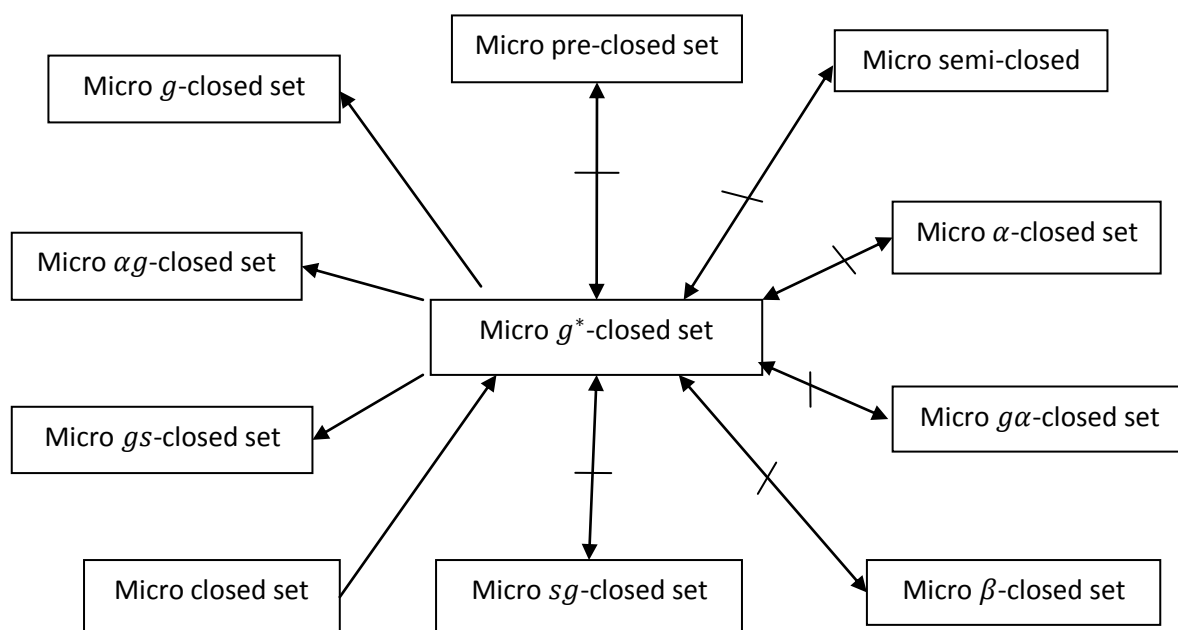 Micro pre-closed set
Micro semi-closed
Micro g-closed set
Micro α-closed set
Micro αg-closed set
Micro g*-closed set
Micro gα-closed set
Micro gs-closed set
Micro closed set
Micro sg-closed set
Micro β-closed set